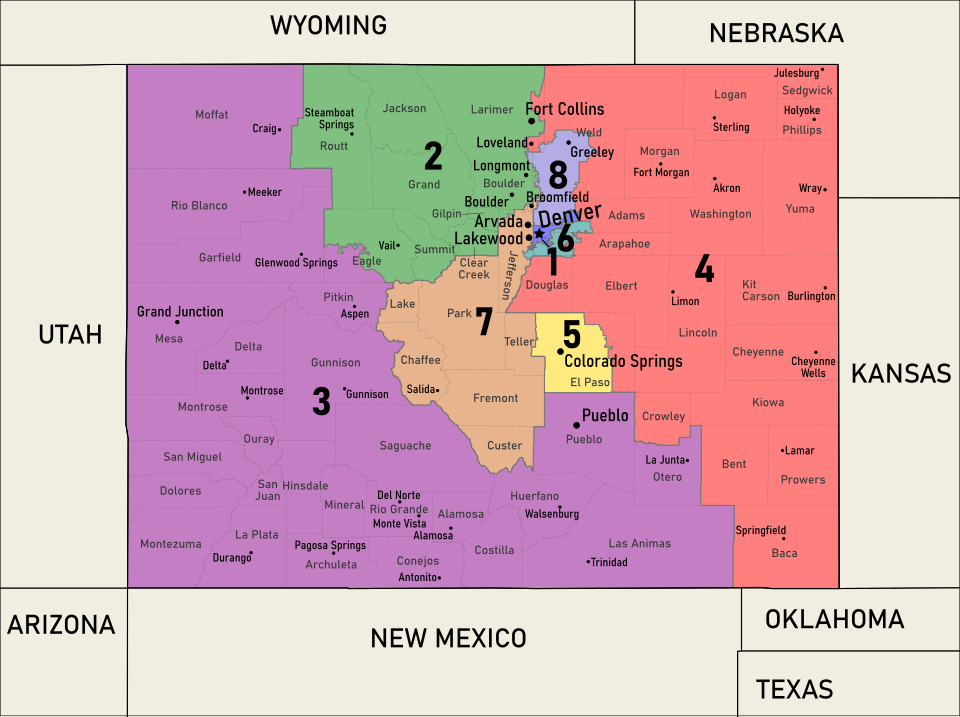 WYOMING
NEBRASKA
Julesburg
Sedgwick
Moffat
Jackson
Larimer
Fort Collins
Logan
Steamboat
Springs
Holyoke
Craig
Sterling
Phillips
Routt
Loveland
Weld
2
Greeley
Morgan
Longmont
8
Fort Morgan
Grand
Boulder
Akron
Wray
Meeker
Boulder
Broomfield
Rio Blanco
Gilpin
Arvada
Denver
Adams
Washington
Yuma
Vail
Summit
Lakewood
6
Arapahoe
Garfield
Glenwood Springs
Eagle
Clear
Creek
1
4
Jefferson
Douglas
Elbert
Kit
Carson
Pitkin
Limon
Burlington
Grand Junction
Aspen
Lake
Park
7
UTAH
Mesa
Teller
5
Lincoln
Delta
Delta
Gunnison
Chaffee
Colorado Springs
Cheyenne
Cheyenne
Wells
KANSAS
El Paso
Montrose
Gunnison
Salida
Fremont
3
Montrose
Kiowa
Pueblo
Crowley
Ouray
Saguache
Custer
Pueblo
San Miguel
La Junta
Bent
Lamar
Otero
Prowers
Dolores
San
Juan
Hinsdale
Mineral
Del Norte
Rio Grande
Monte Vista
Alamosa
Alamosa
Huerfano
Walsenburg
Springfield
La Plata
Montezuma
Durango
Pagosa Springs
Archuleta
Conejos
Antonito
Costilla
Las Animas
Trinidad
Baca
ARIZONA
NEW MEXICO
OKLAHOMA
TEXAS